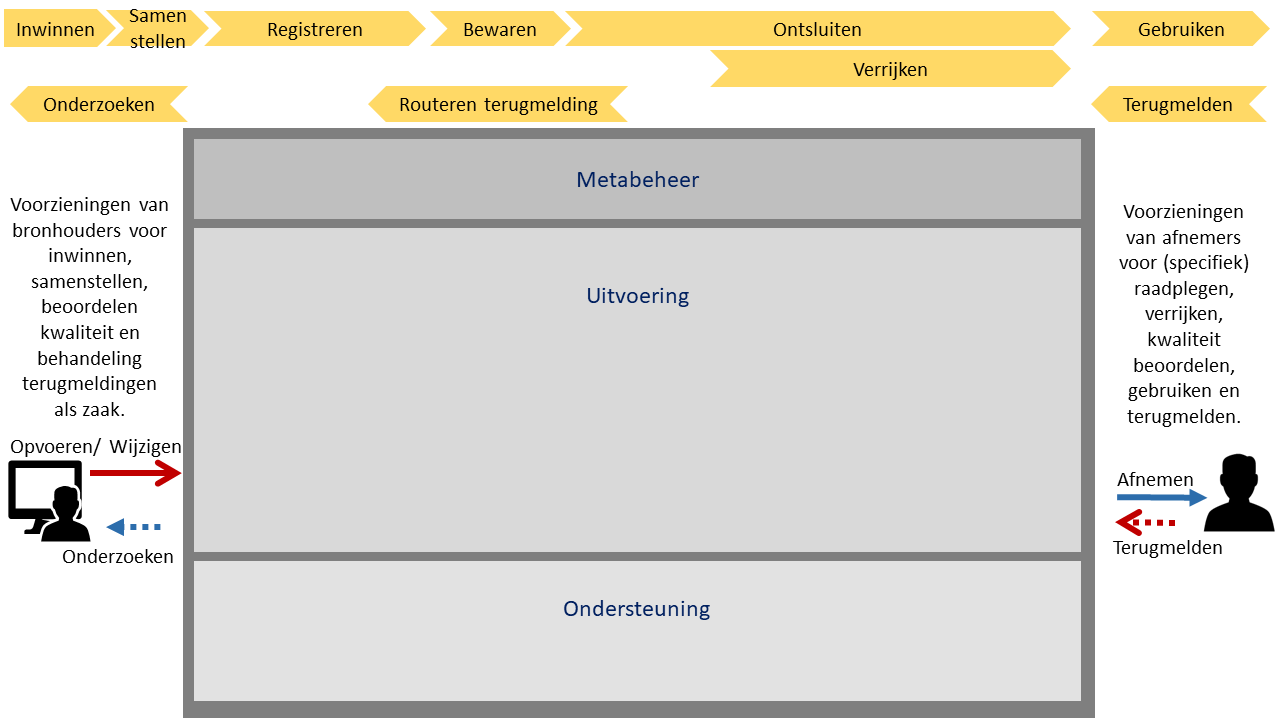 Inwinnen
Samen
stellen
Registreren
Bewaren
Ontsluiten
Gebruiken
Verrijken
Onderzoeken
Routeren terugmelding
Terugmelden
Metabeheer
Voorzieningen van
bronhouders voor
inwinnen,
samenstellen,
beoordelen
kwaliteit en
behandeling
terugmeldingen
als zaak.
Opvoeren/ Wijzigen
Onderzoeken
Uitvoering
Ondersteuning
Voorzieningen
van afnemers
voor (specifiek)
raadplegen,
verrijken,
kwaliteit
beoordelen,
gebruiken en
terugmelden.
Afnemen
Terugmelden